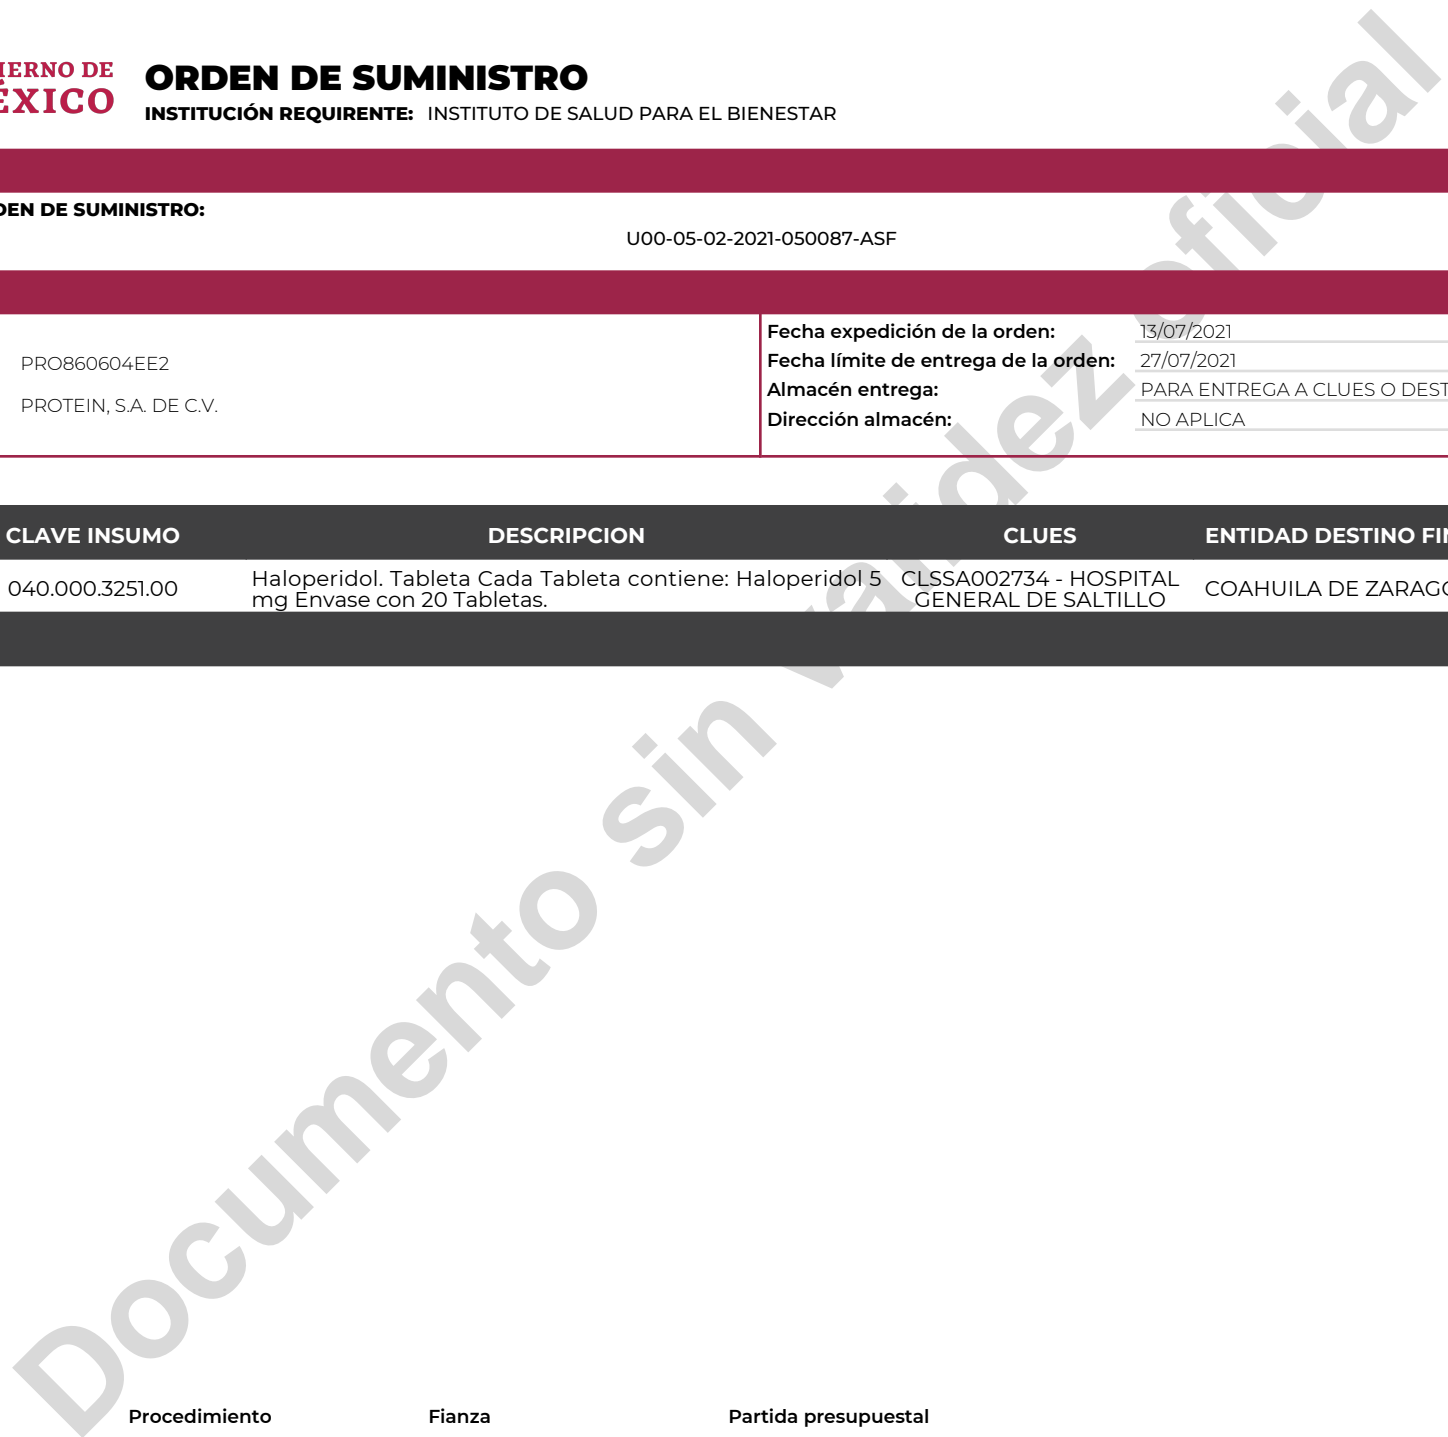 IERNO DE
ÉXICO
ORDEN DE SUMINISTRO
INSTITUCIÓN REQUIRENTE: INSTITUTO DE SALUD PARA EL BIENESTAR
DEN DE SUMINISTRO:
U00-05-02-2021-050087-ASF
PRO860604EE2
PROTEIN, S.A. DE C.V.
Fecha expedición de la orden: 13/07/2021
Fecha límite de entrega de la orden: 27/07/2021
Almacén entrega: PARA ENTREGA A CLUES O DEST
Dirección almacén: NO APLICA
CLAVE INSUMO DESCRIPCION CLUES ENTIDAD DESTINO FIN
040.000.3251.00
Haloperidol. Tableta Cada Tableta contiene: Haloperidol 5
mg Envase con 20 Tabletas.
CLSSA002734 - HOSPITAL
GENERAL DE SALTILLO
COAHUILA DE ZARAGO
Documento sin validez oficial
Procedimiento Fianza Partida presupuestal